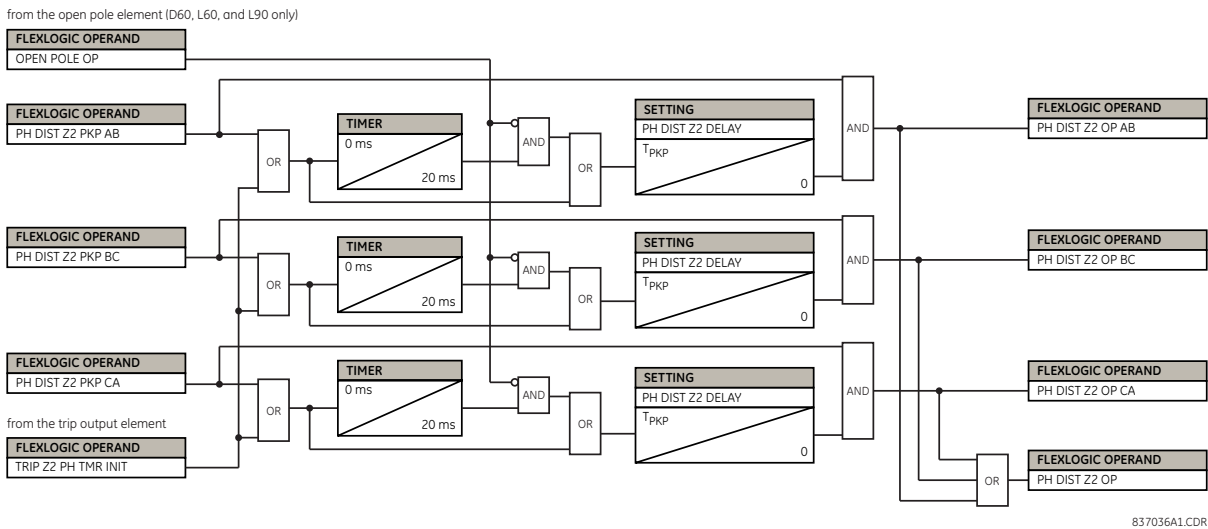 from the open pole element (D60, L60, and L90 only)
FLEXLOGIC OPERAND
OPEN POLE OP
FLEXLOGIC OPERAND
PH DIST Z2 PKP AB
OR
TIMER
0 ms
20 ms
AND
OR
SETTING
PH DIST Z2 DELAY
TPKP
0
AND
FLEXLOGIC OPERAND
PH DIST Z2 OP AB
FLEXLOGIC OPERAND
PH DIST Z2 PKP BC
OR
TIMER
0 ms
20 ms
AND
OR
SETTING
PH DIST Z2 DELAY
TPKP
0
AND
FLEXLOGIC OPERAND
PH DIST Z2 OP BC
FLEXLOGIC OPERAND
PH DIST Z2 PKP CA
OR
TIMER
0 ms
20 ms
AND
OR
SETTING
PH DIST Z2 DELAY
TPKP
0
AND
FLEXLOGIC OPERAND
PH DIST Z2 OP CA
from the trip output element
FLEXLOGIC OPERAND
TRIP Z2 PH TMR INIT
OR
FLEXLOGIC OPERAND
PH DIST Z2 OP
837036A1.CDR